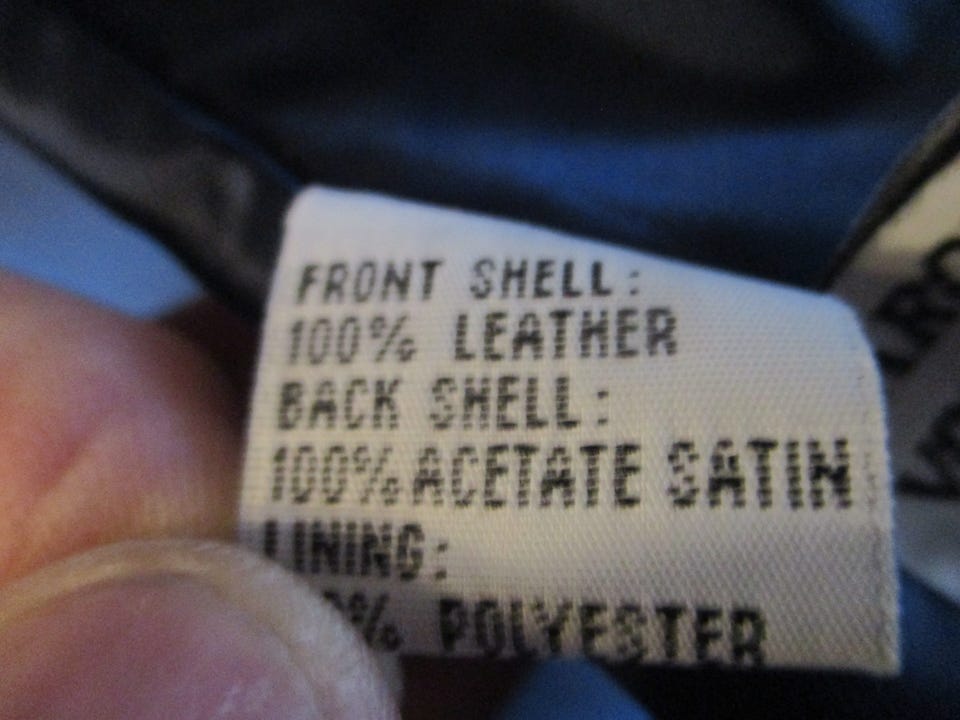 FRONT SHELL:
100% LEATHER
BACK SHELL:
100% ACETATE SATIN
LINING:
% POLYESTER